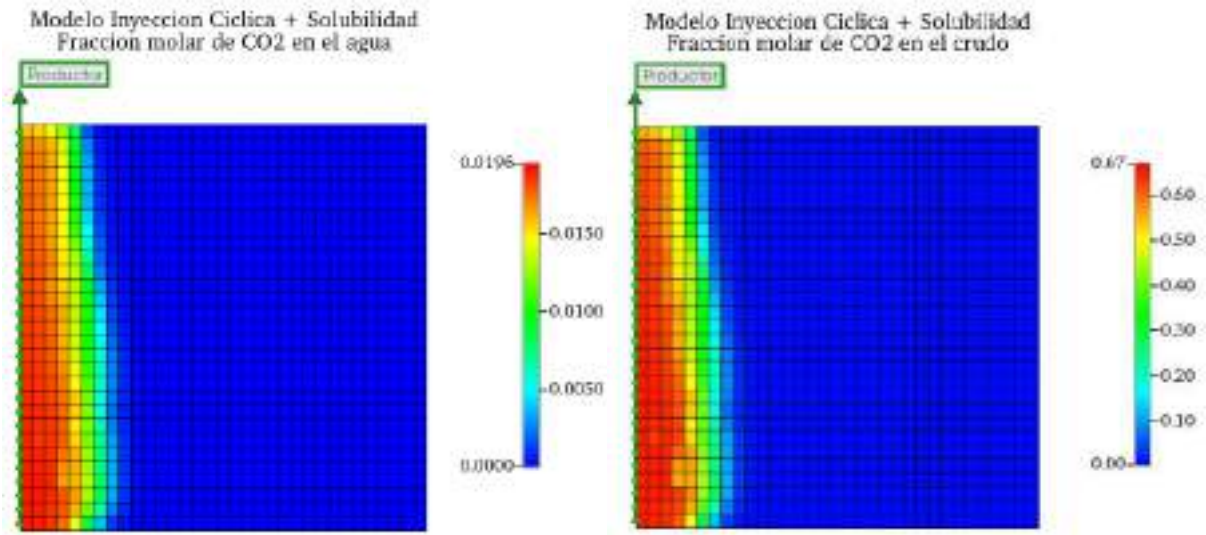 Modelo Inyeccion Ciclica + Solubilidad
Fraccion molar de CO2 en el agua
Productor
0.0196
0.0150
0.0100
0.0050
0.0000
Modelo Inyeccion Ciclica + Solubilidad
Fraccion molar de CO2 en el crudo
Productor
0.67
0.60
0.50
0.40
0.30
0.20
0.10
0.00